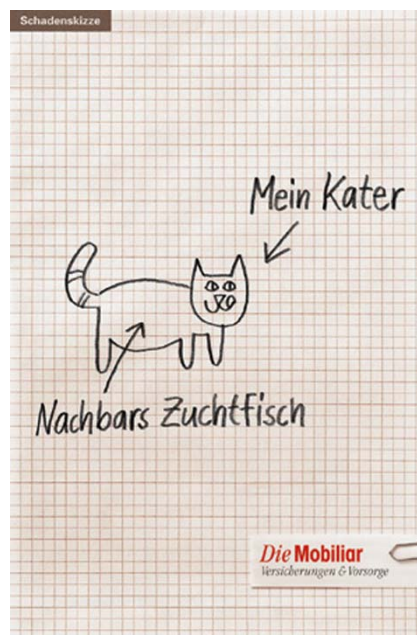 Schadenskizze
Mein Kater
Nachbars Zuchtfisch
Die Mobiliar
Versicherungen & Vorsorge